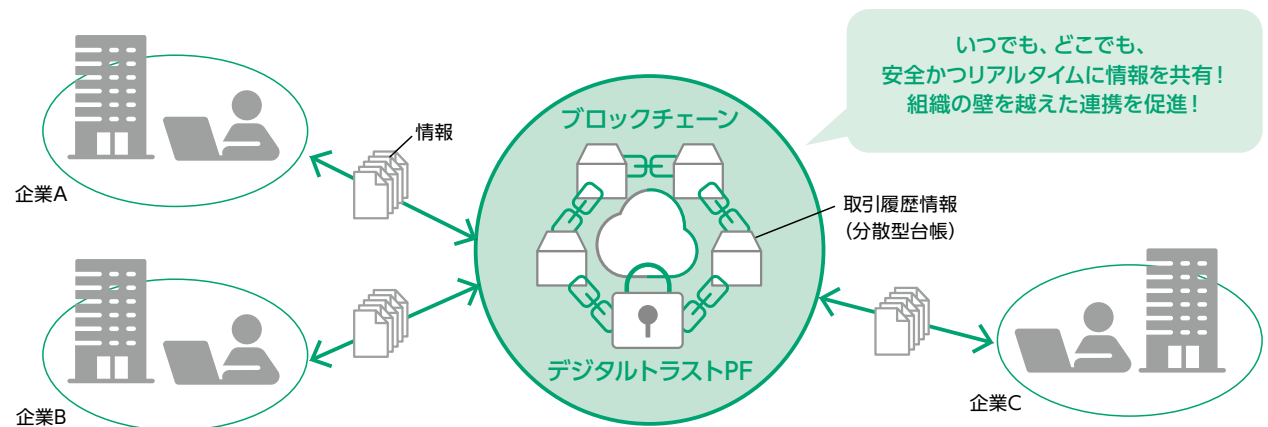 いつでも、どこでも、
安全かつリアルタイムに情報を共有！
組織の壁を越えた連携を促進！
ブロックチェーン
情報
企業A
取引履歴情報
（分散型台帳）
デジタルトラストPF
企業B
企業C